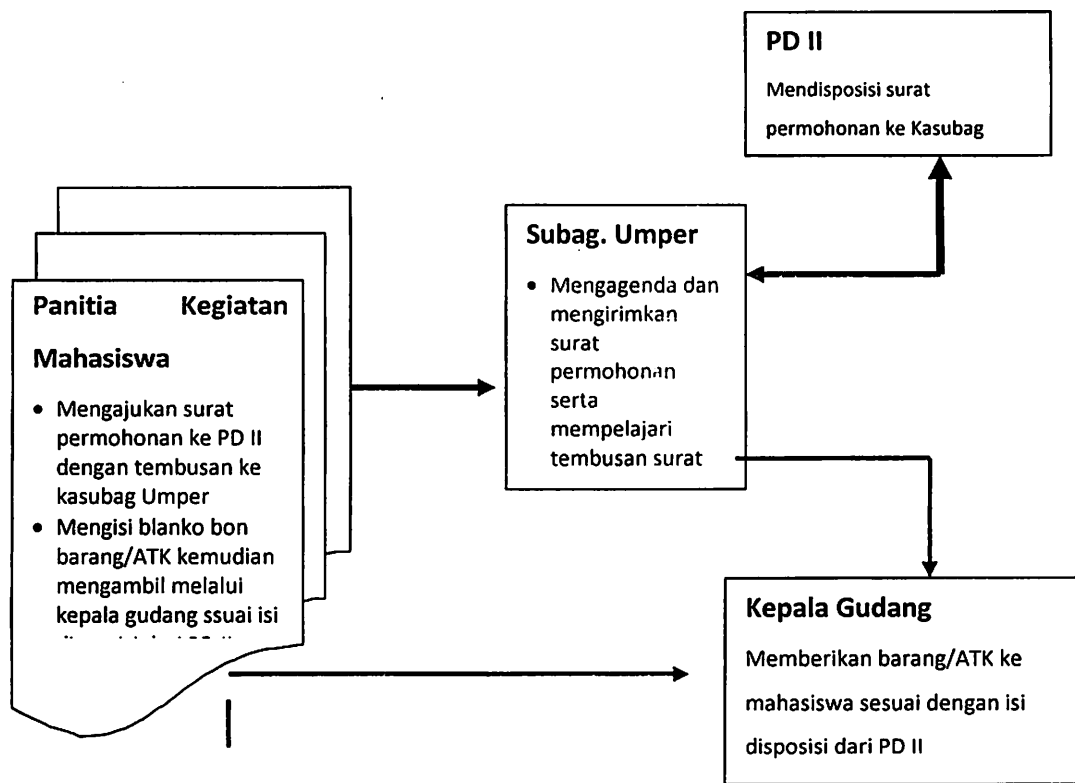 PD II
Mendisposisi surat
permohonan ke Kasubag
Subag. Umper
• Mengagenda dan
mengirimkan
surat
permohonan
serta
mempelajari
tembusan surat
Panitia Kegiatan
Mahasiswa
• Mengajukan surat
permohonan ke PD II
dengan tembusan ke
kasubag Umper
• Mengisi blanko bon
barang/ATK kemudian
mengambil melalui
kepala gudang ssuai isi
Kepala Gudang
Memberikan barang/ATK ke
mahasiswa sesuai dengan isi
disposisi dari PD II